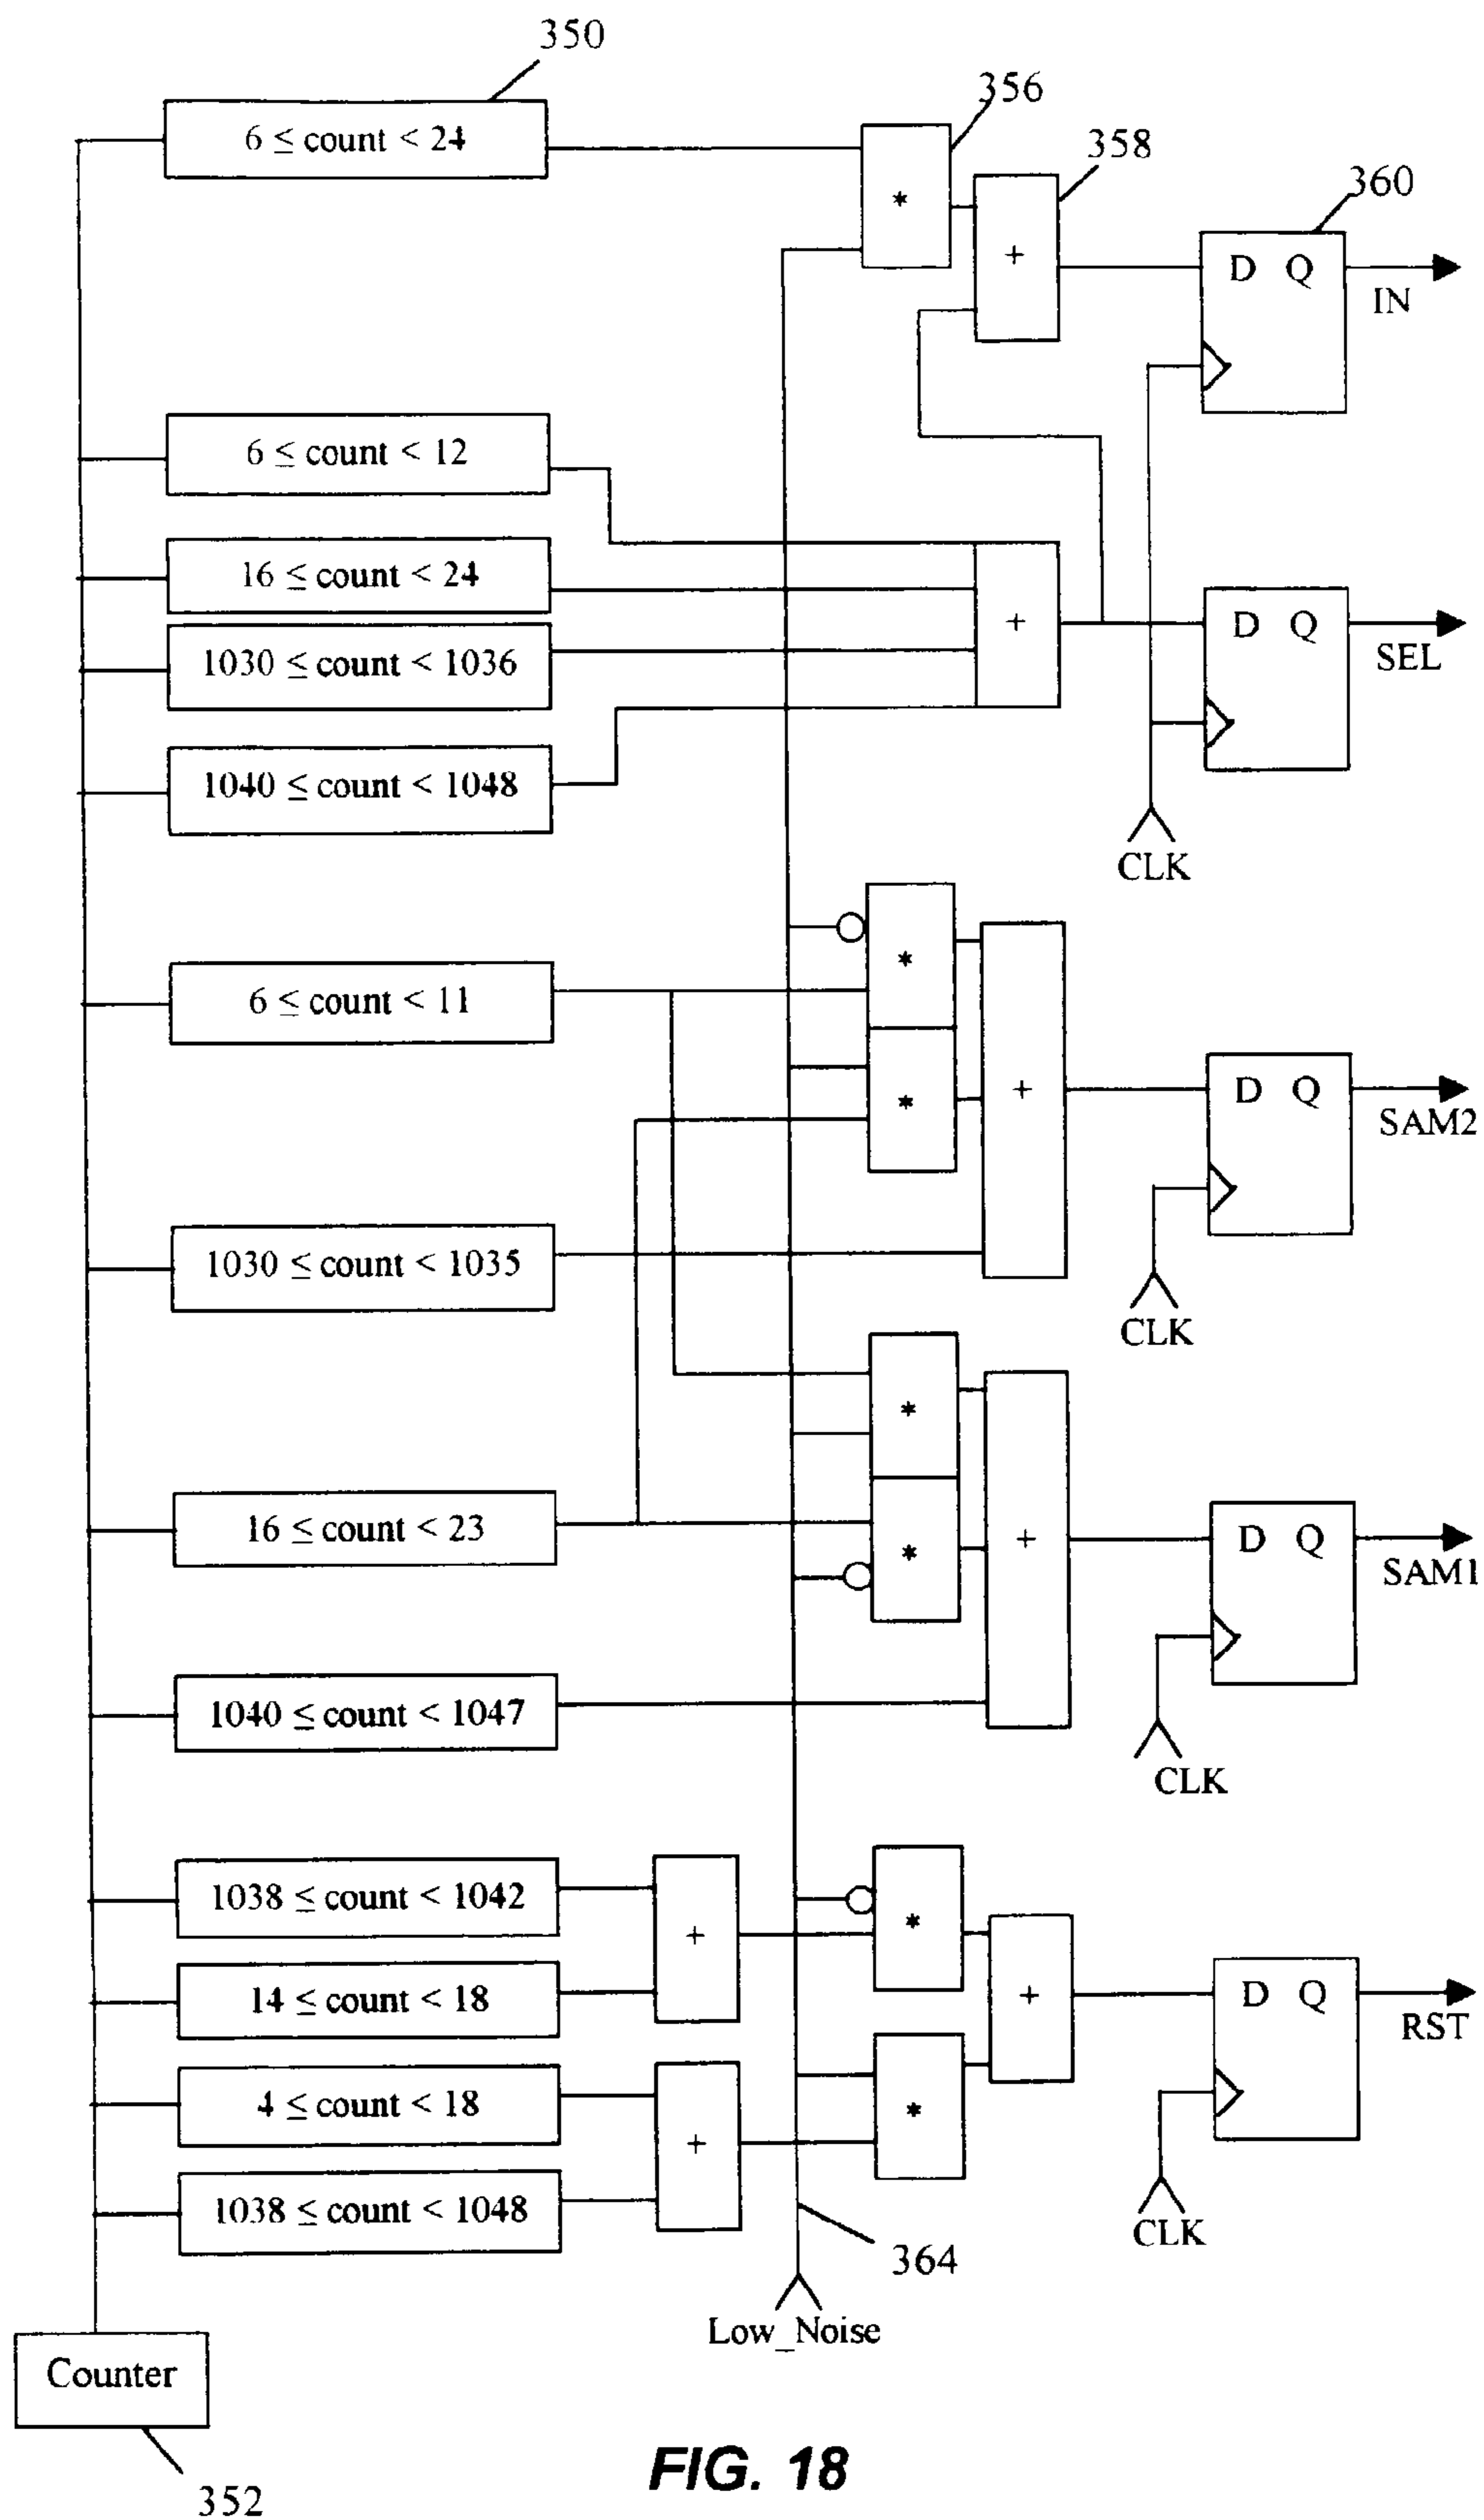 350
6 ≤ count < 24
356
*
358
+
360
D Q
IN
6 ≤ count < 12
16 ≤ count < 24
1030 ≤ count < 1036
1040 ≤ count < 1048
+
D Q
SEL
CLK
6 ≤ count < 11
*
*
+
D Q
SAM2
1030 ≤ count < 1035
CLK
*
16 ≤ count < 23
*
+
D Q
SAM1
1040 ≤ count < 1047
CLK
1038 ≤ count < 1042
14 ≤ count < 18
+
*
+
D Q
RST
4 ≤ count < 18
1038 ≤ count < 1048
+
*
CLK
364
Low_Noise
Counter
352
FIG. 18